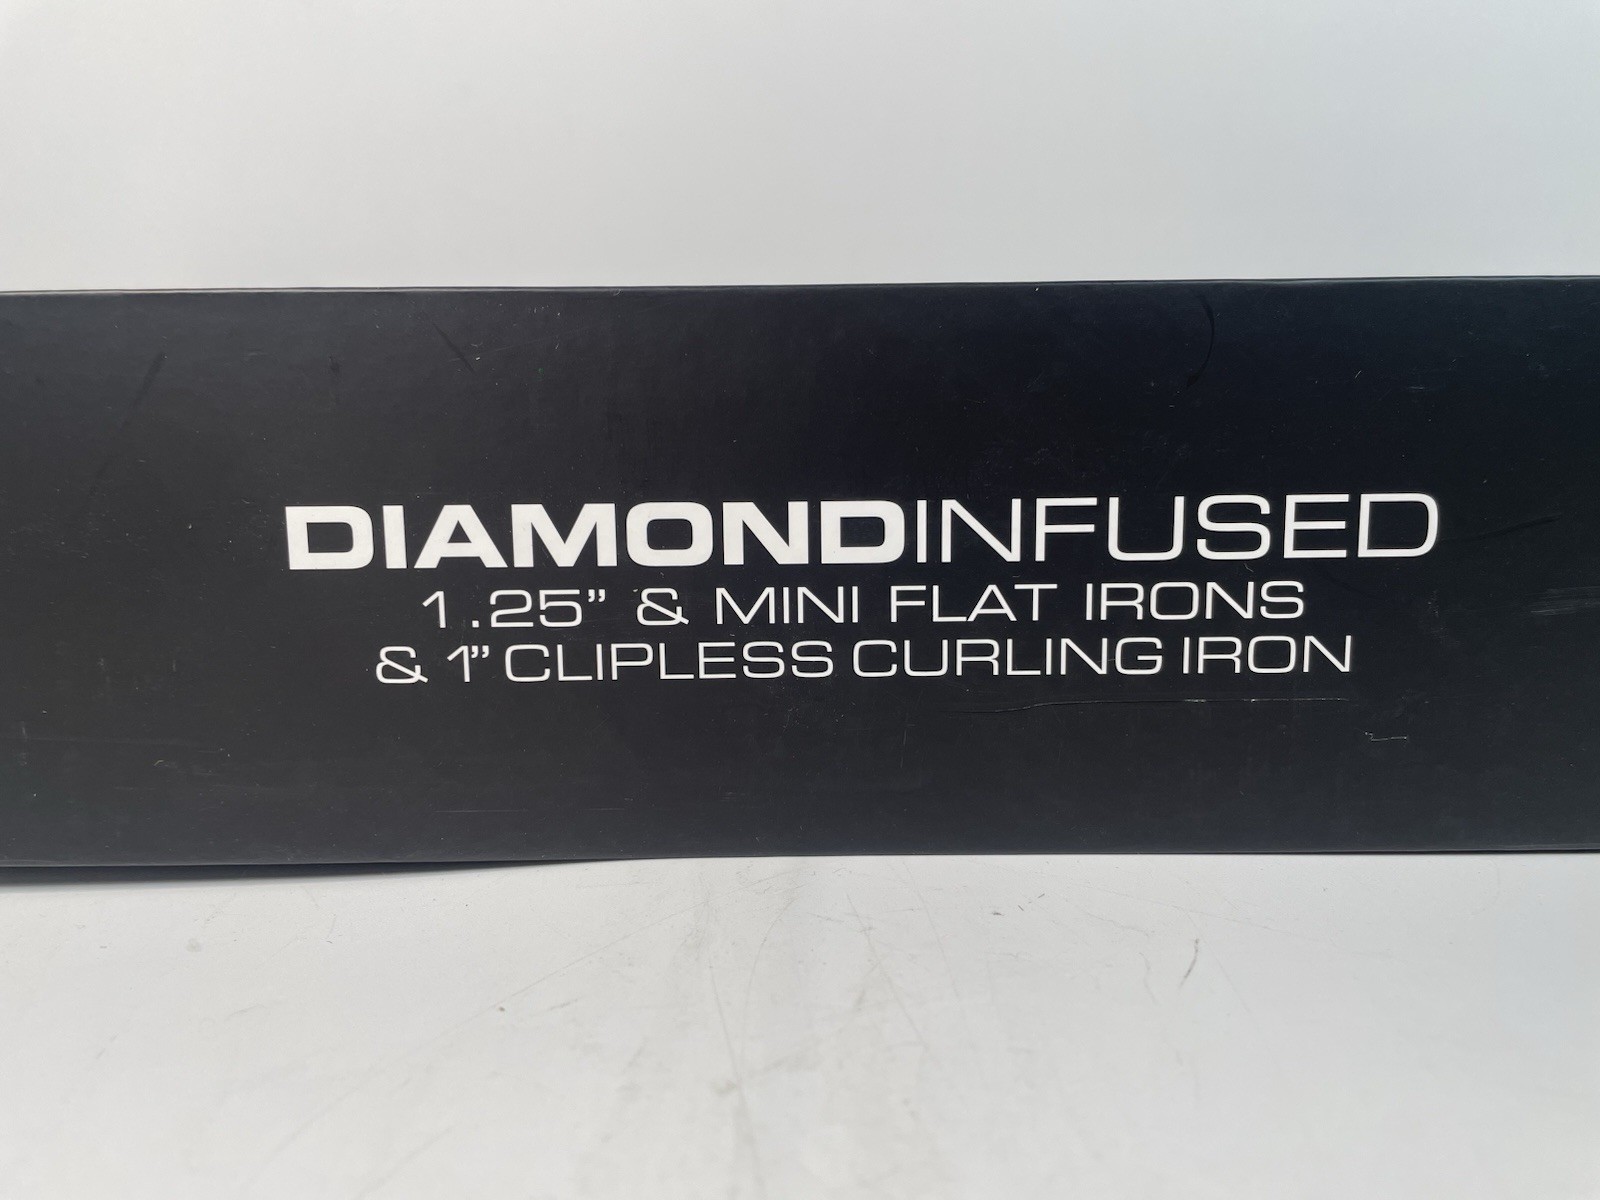 DIAMONDINFUSED
1.25” & MINI FLAT IRONS
& 1” CLIPLESS CURLING IRON